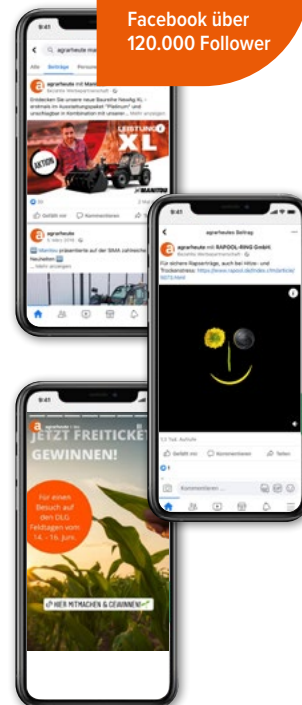 Facebook über
120.000 Follower
9:41
agrarheute
Alle Beiträge
agrarheute mit
Bezahlte Werbepartnerschaft
Entdecken Sie unsere neue Baureihe NewAg XL -
erstmals im Ausstattungspaket "Platinum" und
unschlagbar in Kombination mit unserer ... Mehr anzeigen
LEISTUNG
XL
AKTION
MANITOU
Gefällt mir Kommentieren
agrarheute
Manitou präsentierte auf der SIMA zahlreiche
Neuheiten
... Mehr anzeigen
9:41
agrarheutes Beitrag
agrarheute mit RAPOOL-RING GmbH.
Bezahlte Werbepartnerschaft
Für sichere Rapserträge, auch bei Hitze- und
Trockenstress:
Gefällt mir Kommentieren Teilen
Kommentieren ...
9:41
agrarheute
JETZT FREITICKET
GEWINNEN!
Für einen
Besuch auf
den DLG
Feldtagen vom
14. - 16. Juni.
HIER MITMACHEN & GEWINNEN!